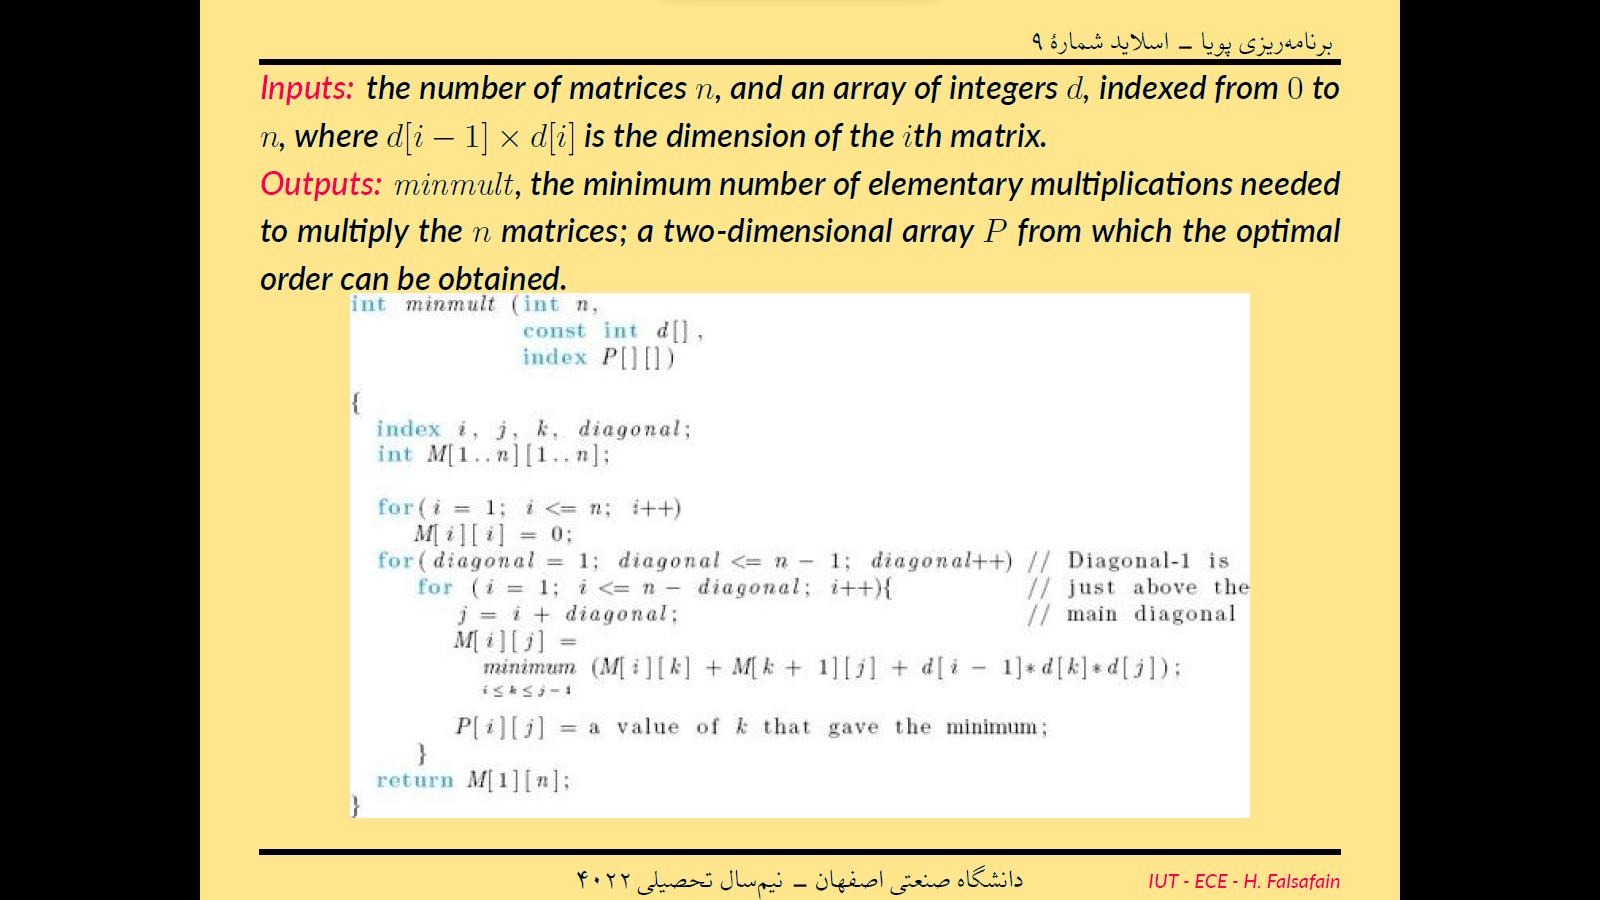 برنامه‌ریزی پویا – اسلاید شمارهٔ ۹
Inputs: the number of matrices n, and an array of integers d, indexed from 0 to
n, where d[i − 1] × d[i] is the dimension of the ith matrix.
Outputs: minmult, the minimum number of elementary multiplications needed
to multiply the n matrices; a two-dimensional array P from which the optimal
order can be obtained.
int minmult (int n,
const int d[],
index P[][])
{
index i, j, k, diagonal;
int M[1..n][1..n];
for(i = 1; i <= n; i++)
M[i][i] = 0;
for(diagonal = 1; diagonal <= n − 1; diagonal++) // Diagonal-1 is
for (i = 1; i <= n − diagonal; i++){ // just above the
j = i + diagonal; // main diagonal
M[i][j] =
minimum (M[i][k] + M[k + 1][j] + d[i − 1]*d[k]*d[j]);
i ≤ k ≤ j − 1
P[i][j] = a value of k that gave the minimum;
}
return M[1][n];
}
دانشگاه صنعتی اصفهان – نیم‌سال تحصیلی ۴۰۲۲
IUT - ECE - H. Falsafain